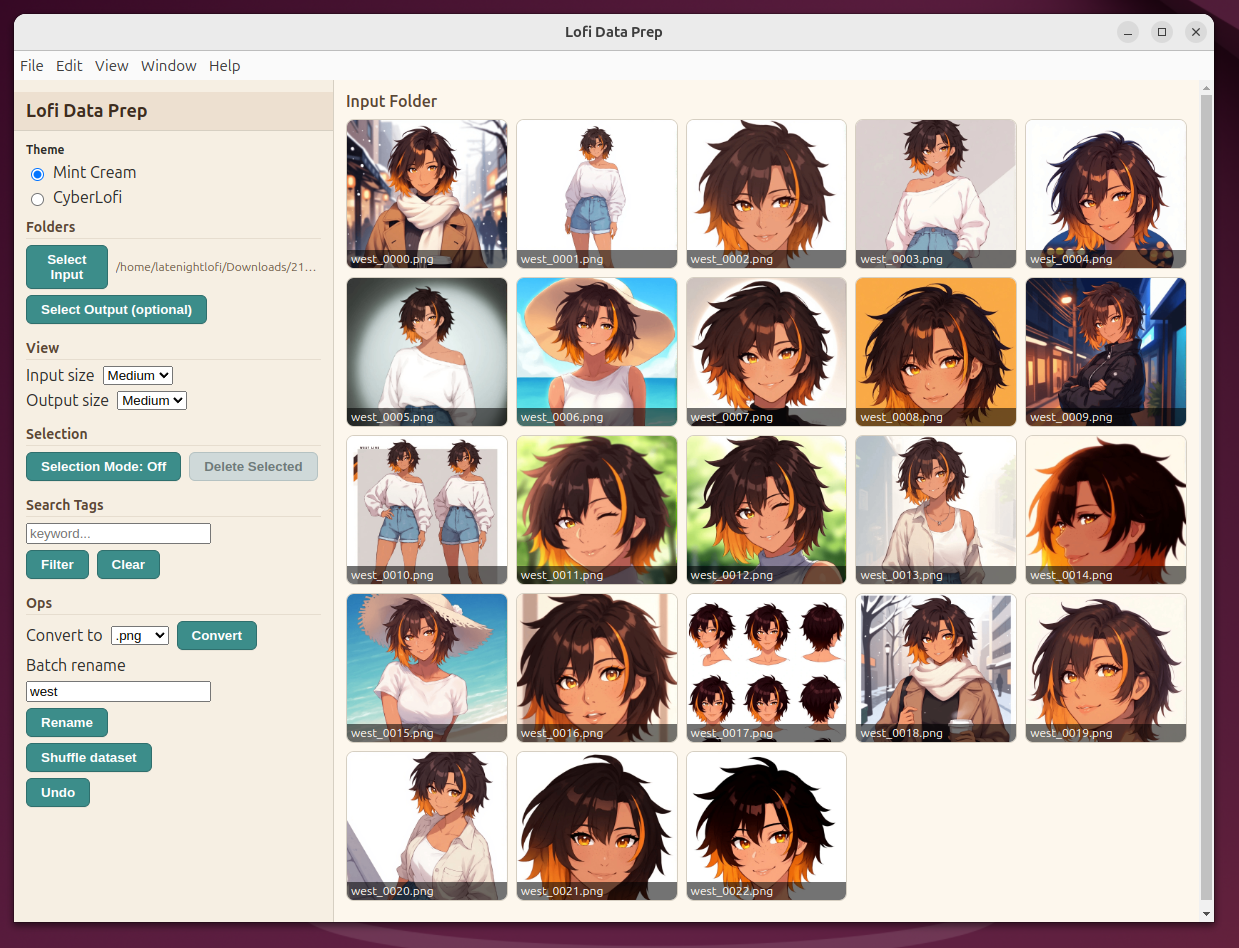 Lofi Data Prep
File Edit View Window Help
Lofi Data Prep
Theme
Mint Cream
CyberLofi
Folders
Select
Input
/home/latenightlofi/Downloads/21...
Select Output (optional)
View
Input size Medium
Output size Medium
Selection
Selection Mode: Off Delete Selected
Search Tags
keyword...
Filter Clear
Ops
Convert to .png Convert
Batch rename
west
Rename
Shuffle dataset
Undo
Input Folder
west_0000.png west_0001.png west_0002.png west_0003.png west_0004.png
west_0005.png west_0006.png west_0007.png west_0008.png west_0009.png
west_0010.png west_0011.png west_0012.png west_0013.png west_0014.png
west_0015.png west_0016.png west_0017.png west_0018.png west_0019.png
west_0020.png west_0021.png west_0022.png